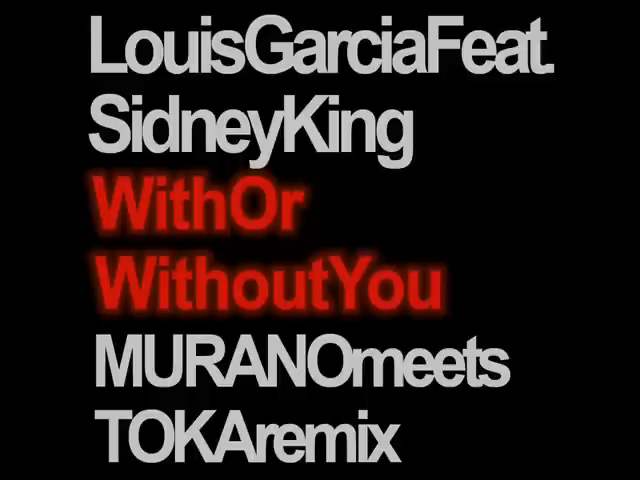 LouisGarciaFeat.
SidneyKing
WithOr
WithoutYou
MURANOmeets
TOKAremix